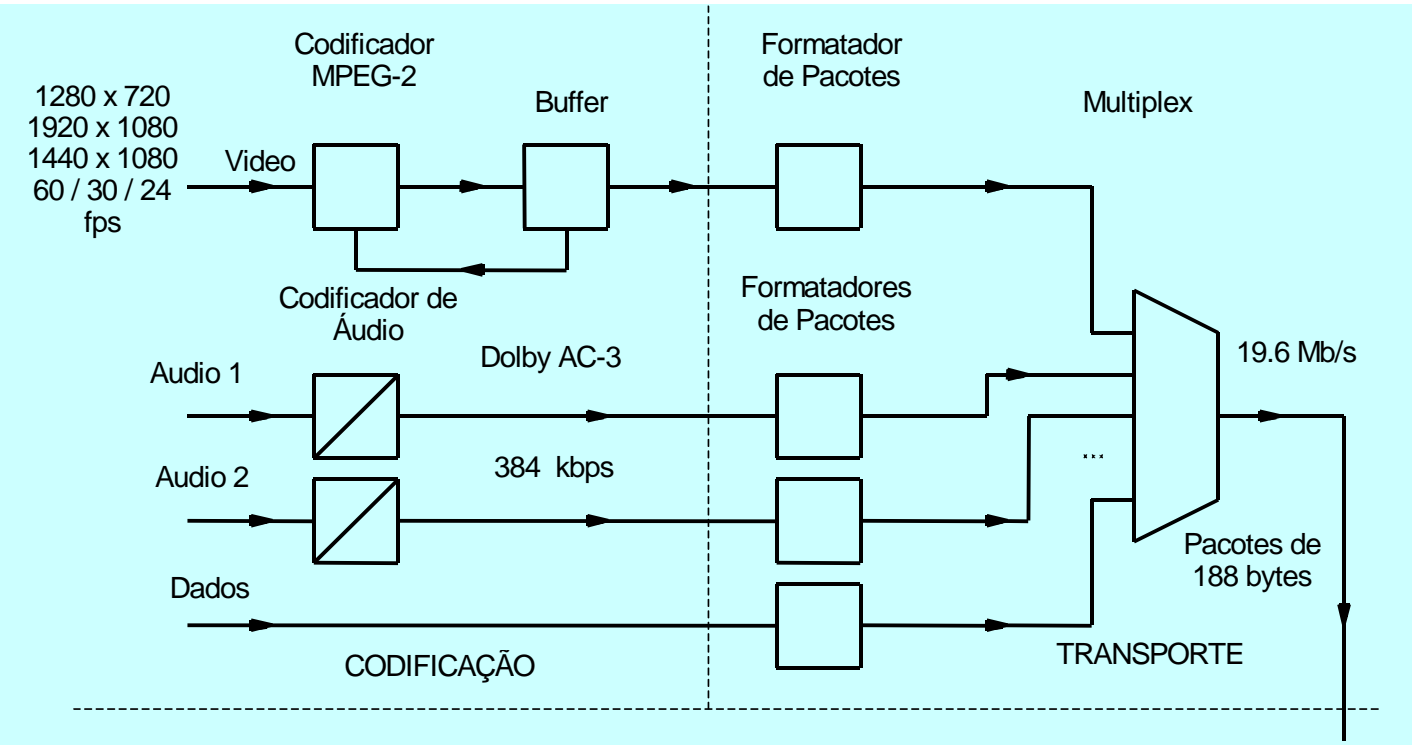 Codificador
MPEG-2
Formatador
de Pacotes
1280 x 720
1920 x 1080
1440 x 1080
60 / 30 / 24
fps
Video
Buffer
Multiplex
Codificador de
Áudio
Formatadores
de Pacotes
Audio 1
Dolby AC-3
19.6 Mb/s
Audio 2
384 kbps
...
Pacotes de
188 bytes
Dados
CODIFICAÇÃO
TRANSPORTE